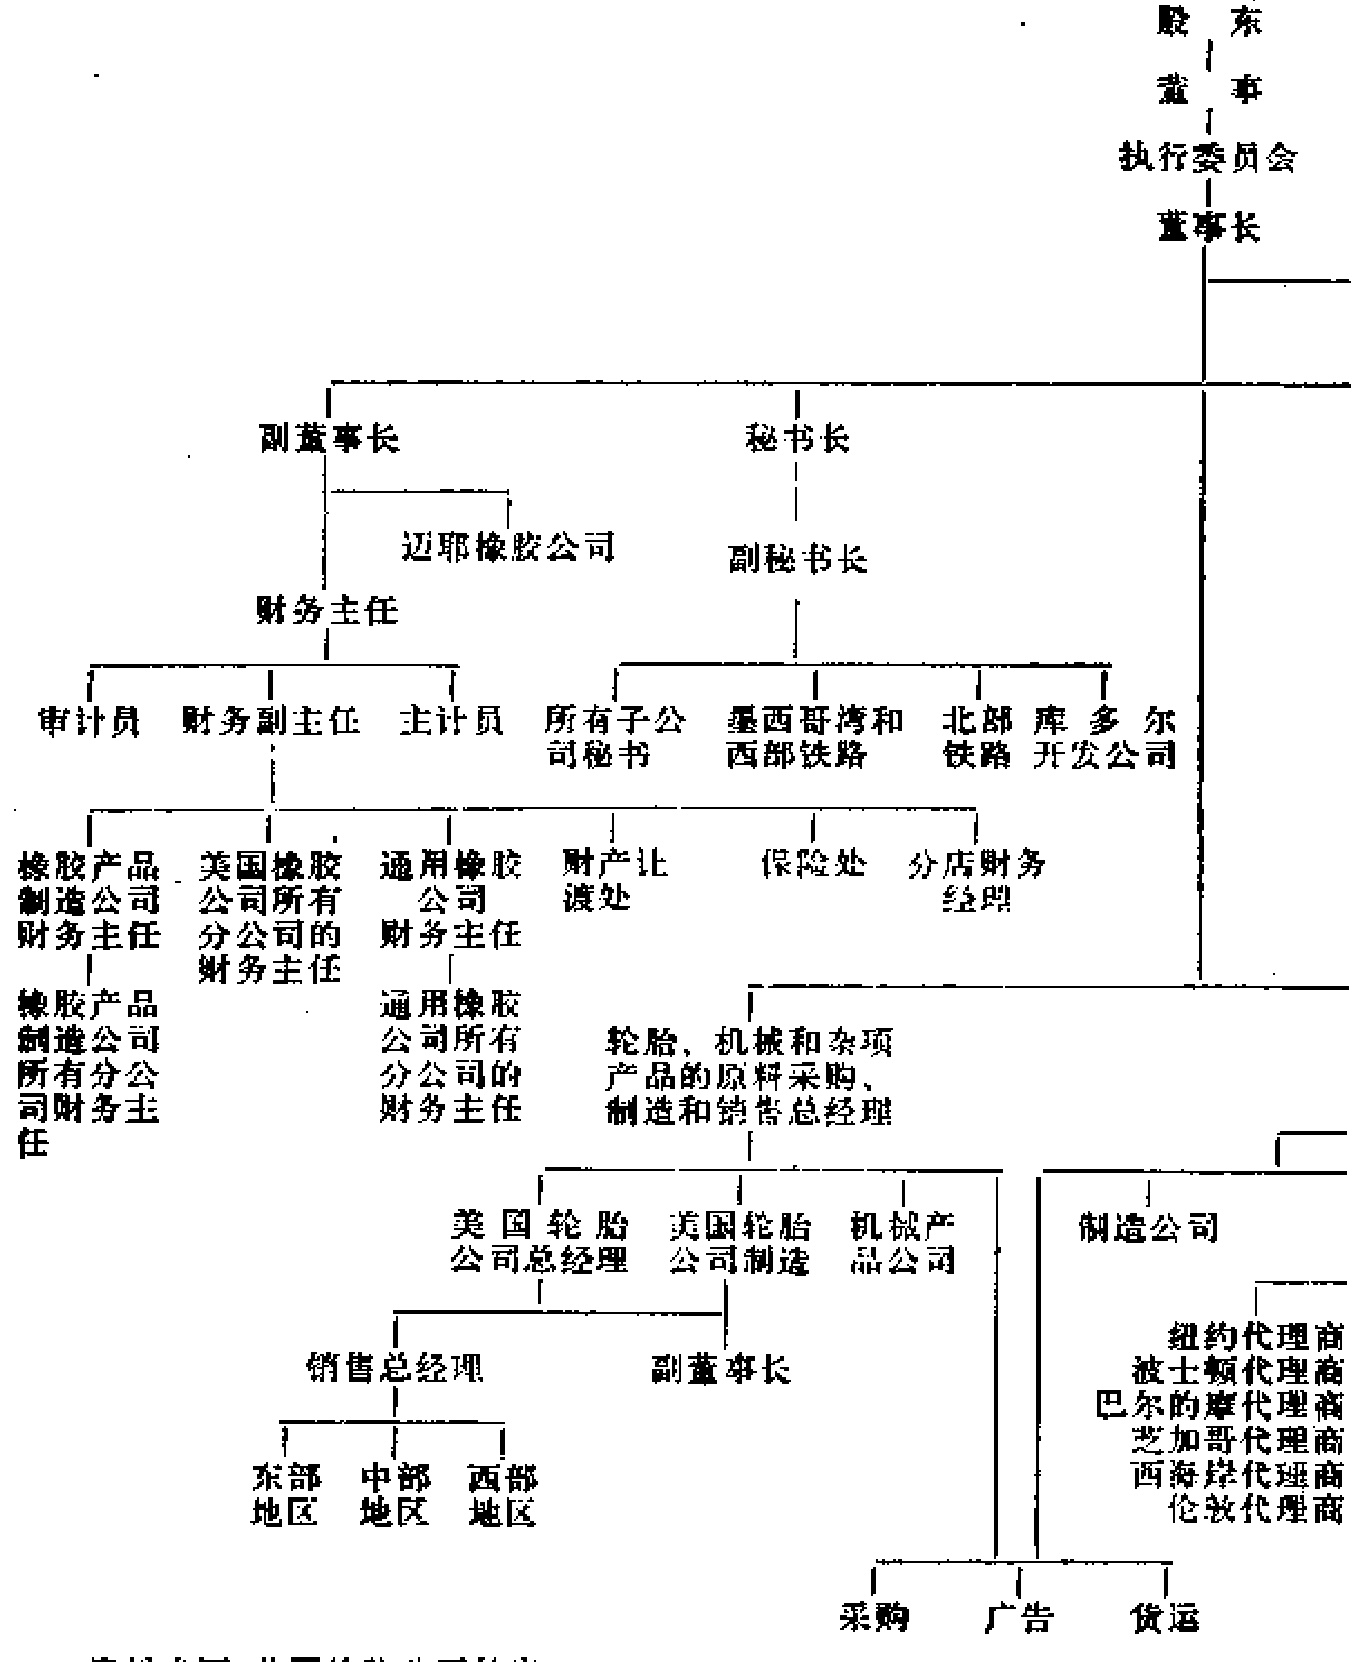 股 东
董 事
执行委员会
董事长
副董事长
秘书长
迈耶橡胶公司
副秘书长
财务主任
审计员
财务副主任
主计员
所有子公
司秘书
墨西哥湾和
西部铁路
北部
铁路
库 多 尔
开发公司
橡胶产品
制造公司
财务主任
美国橡胶
公司所有
分公司的
财务主任
通用橡胶
公司
财务主任
财产让
渡处
保险处
分店财务
经理
橡胶产品
制造公司
所有分公
司财务主
任
通用橡胶
公司所有
分公司的
财务主任
轮胎、机械和杂项
产品的原料采购、
制造和销售总经理
美国轮胎
公司总经理
美国轮胎
公司制造
机械产
品公司
制造公司
销售总经理
副董事长
纽约代理商
波士顿代理商
巴尔的摩代理商
芝加哥代理商
西海岸代理商
伦敦代理商
东部
地区
中部
地区
西部
地区
采购
广告
货运